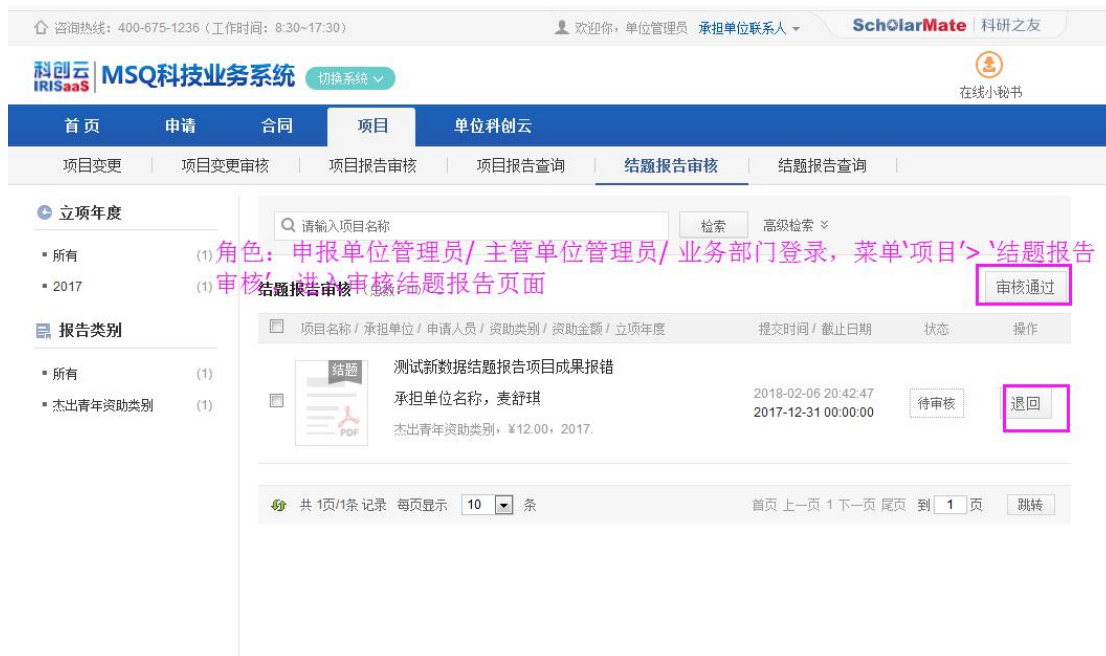 咨询热线：400-675-1236（工作时间：8:30~17:30）
欢迎你，单位管理员 承担单位联系人
SchOlarMate 科研之友
科创云
IRISaaS
MSQ科技业务系统
切换系统
在线小秘书
首页 申请 合同 项目 单位科创云
项目变更 项目变更审核 项目报告审核 项目报告查询 结题报告审核 结题报告查询
立项年度
所有 (1)
2017 (1)
报告类别
所有 (1)
杰出青年资助类别 (1)
请输入项目名称 检索 高级检索
角色：申报单位管理员/ 主管单位管理员/ 业务部门登录，菜单‘项目’> ‘结题报告
审核’，进入审核结题报告页面
结题报告审核
审核通过
项目名称 / 承担单位 / 申请人员 / 资助类别 / 资助金额 / 立项年度 提交时间 / 截止日期 状态 操作
结题
PDF
测试新数据结题报告项目成果报错
承担单位名称，麦舒琪
杰出青年资助类别，¥12.00，2017.
2018-02-06 20:42:47
2017-12-31 00:00:00
待审核
退回
共 1页/1条 记录 每页显示 10 条 首页 上一页 1 下一页 尾页 到 1 页 跳转